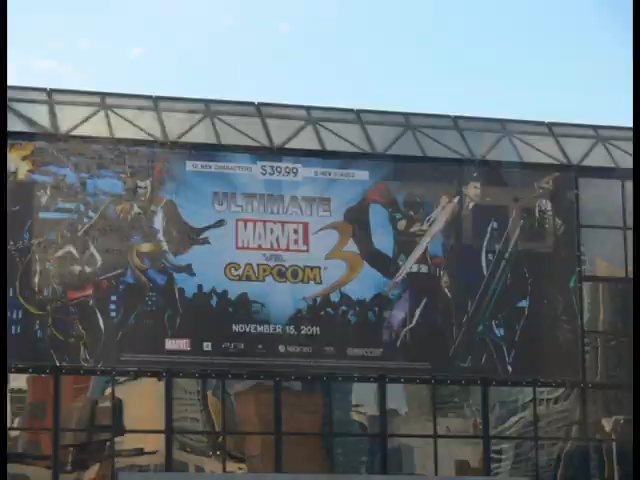 12 NEW CHARACTERS $39.99 8 NEW STAGES
ULTIMATE
MARVEL
VS.
CAPCOM 3
NOVEMBER 15, 2011
MARVEL PS3 XBOX CAPCOM